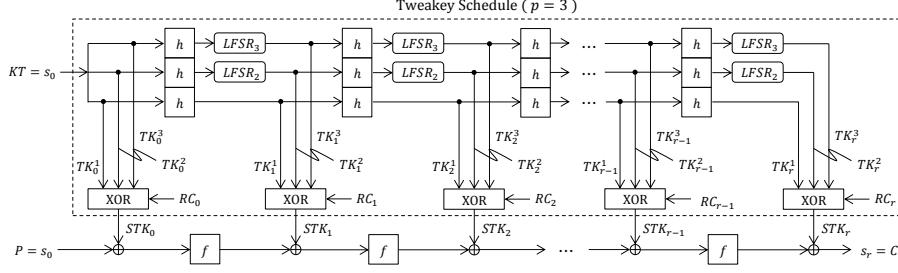 Tweakey Schedule ( p = 3 )
h LFSR₃ h LFSR₃ h ... h LFSR₃
KT = s₀ h LFSR₂ h LFSR₂ h ... h LFSR₂
h h h ... h
TK₀³ TK₁³ TK₂³ TKᵣ₋₁³ TKᵣ³
TK₀¹ TK₀² TK₁¹ TK₁² TK₂¹ TK₂² TKᵣ₋₁¹ TKᵣ₋₁² TKᵣ¹ TKᵣ²
XOR RC₀ XOR RC₁ XOR RC₂ XOR RCᵣ₋₁ XOR RCᵣ
STK₀ STK₁ STK₂ STKᵣ₋₁ STKᵣ
P = s₀ f f ... f sᵣ = C